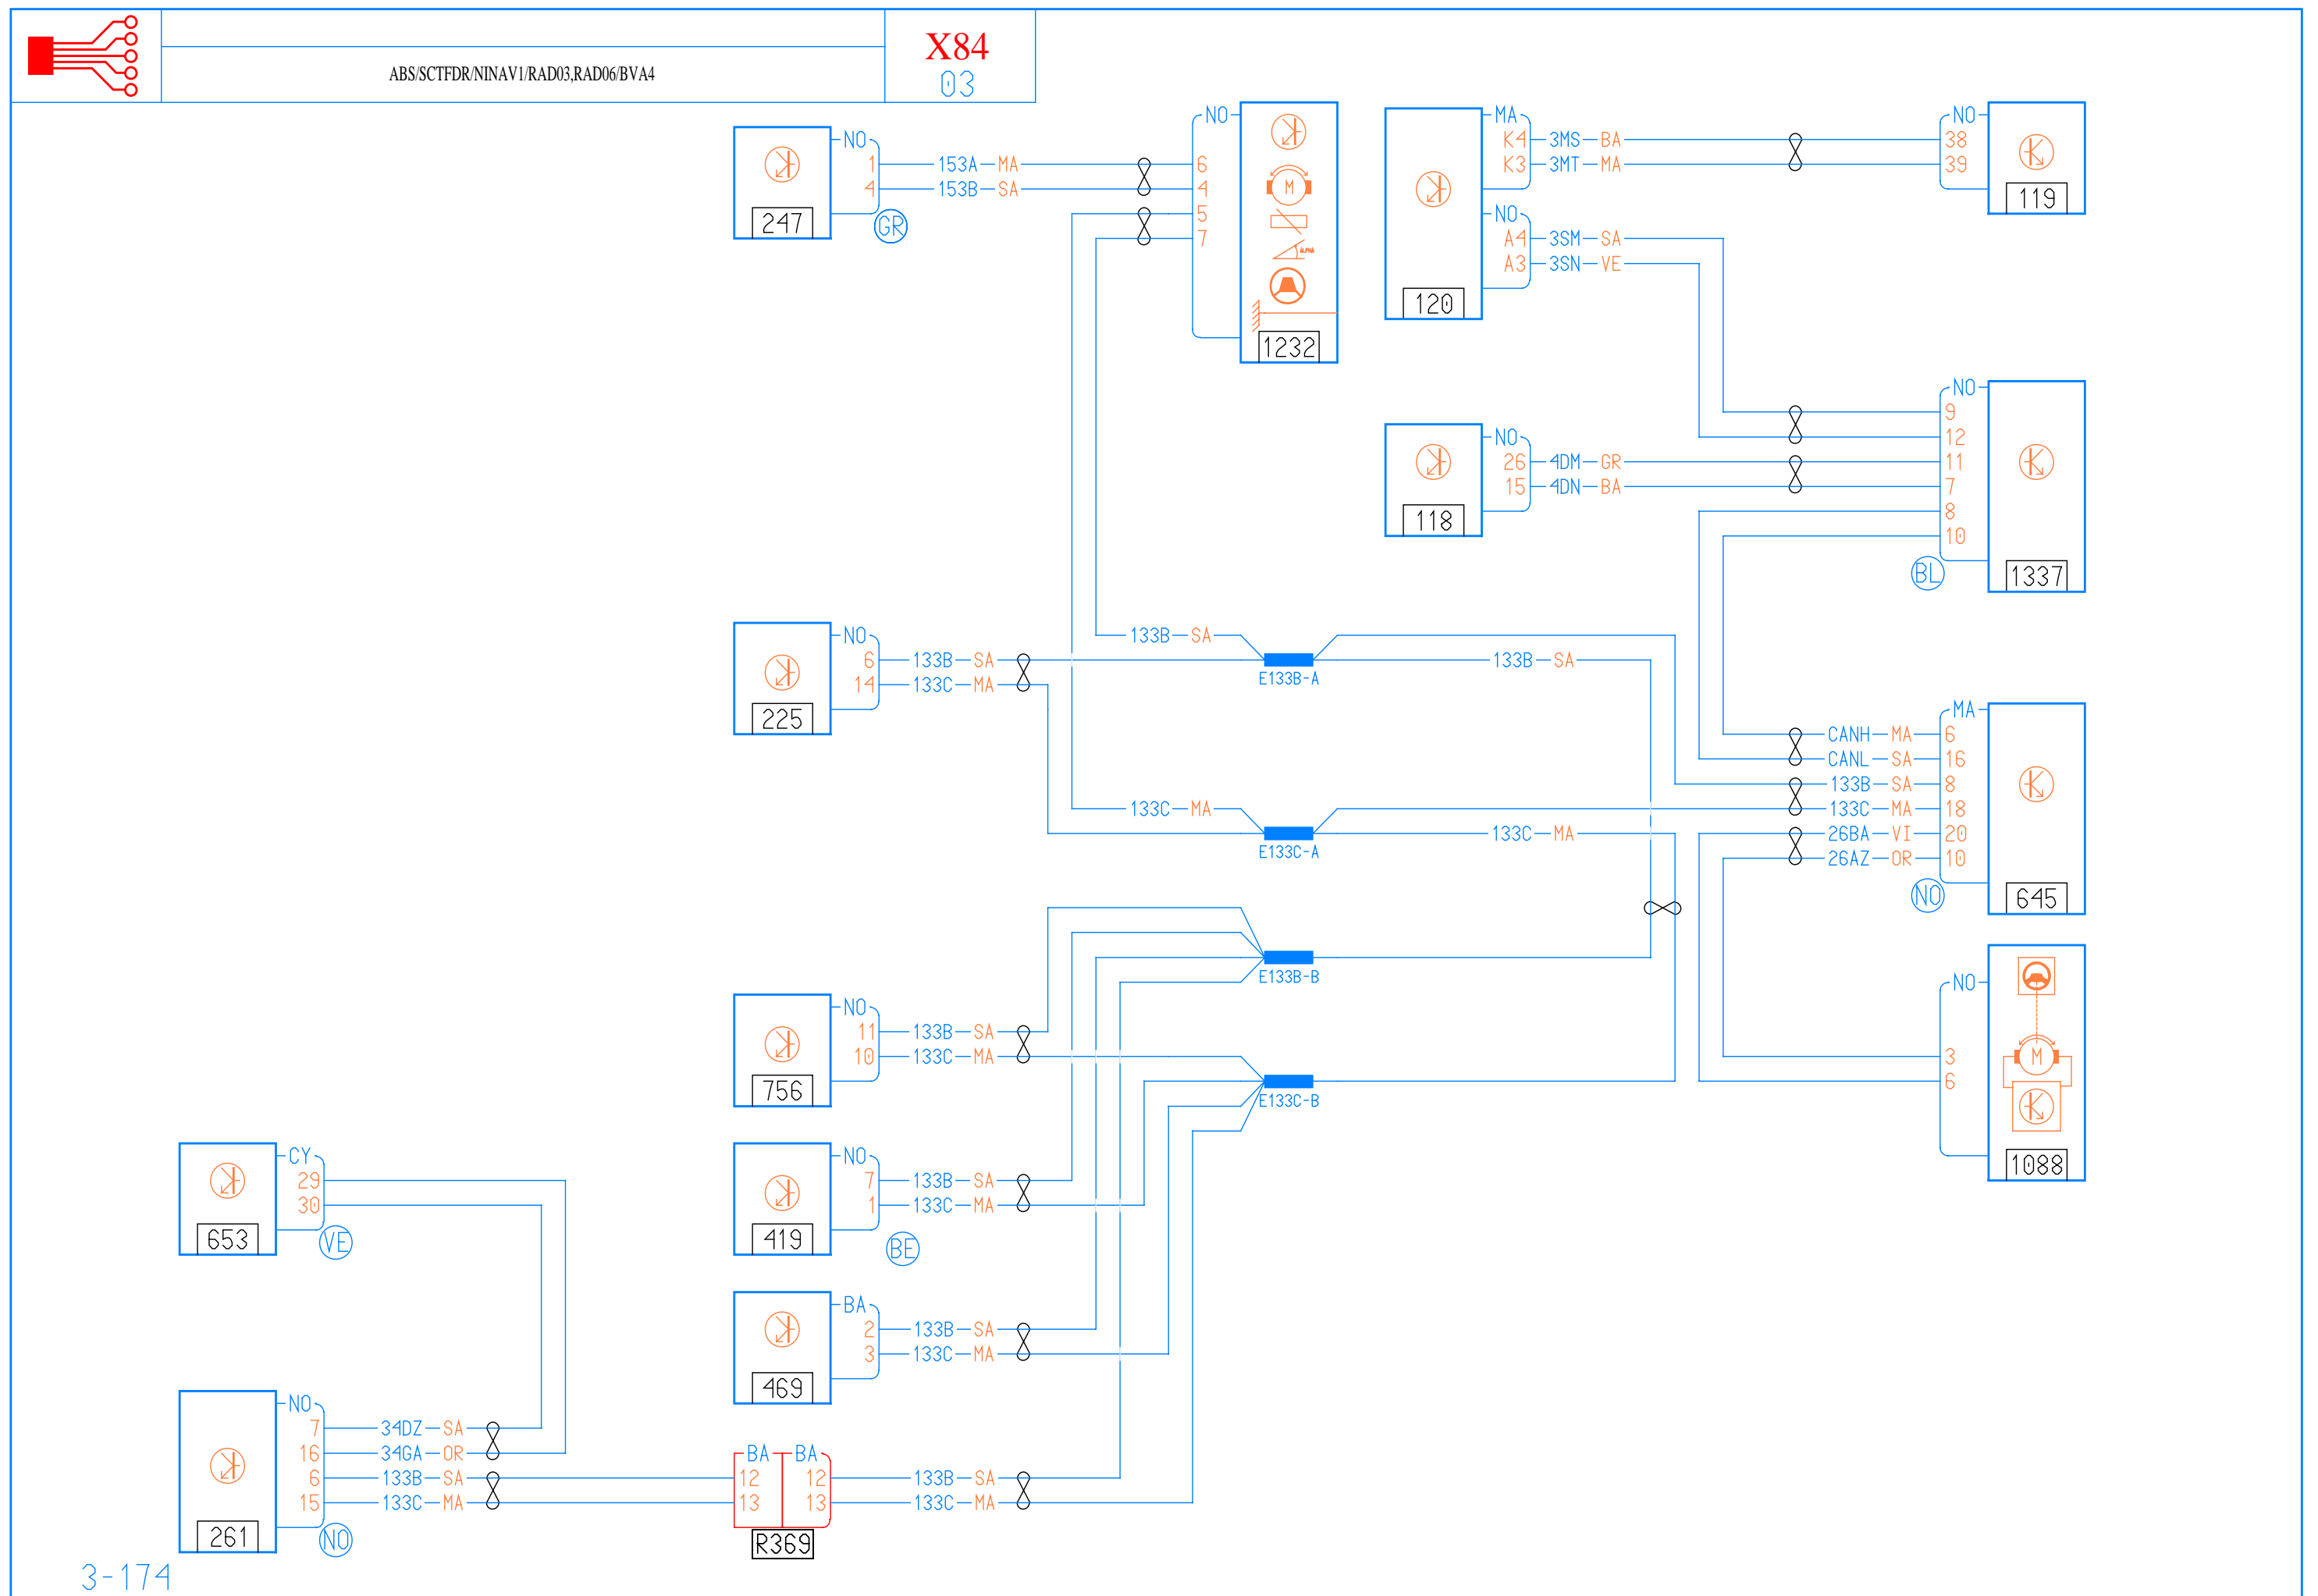 X84
03
ABS/SCTFDR/NINAV1/RAD03,RAD06/BVA4
NO
1 153A MA
4 153B SA
247
GR
NO
6
4
5
7
M
ALPHA
1232
MA
K4 3MS BA
K3 3MT MA
NO
A4 3SM SA
A3 3SN VE
120
NO
38
39
119
NO
26 4DM GR
15 4DN BA
118
NO
9
12
11
7
8
10
BL
1337
NO
6 133B SA
14 133C MA
225
133B SA
E133B-A
133B SA
133C MA
E133C-A
133C MA
MA
CANH MA 6
CANL SA 16
133B SA 8
133C MA 18
26BA VI 20
26AZ OR 10
NO
645
E133B-B
E133C-B
NO
11 133B SA
10 133C MA
756
NO
3
6
M
1088
CY
29
30
653
VE
NO
7 133B SA
1 133C MA
419
BE
BA
2 133B SA
3 133C MA
469
NO
7 34DZ SA
16 34GA OR
6 133B SA
15 133C MA
261
NO
BA BA
12 12 133B SA
13 13 133C MA
R369
3-174